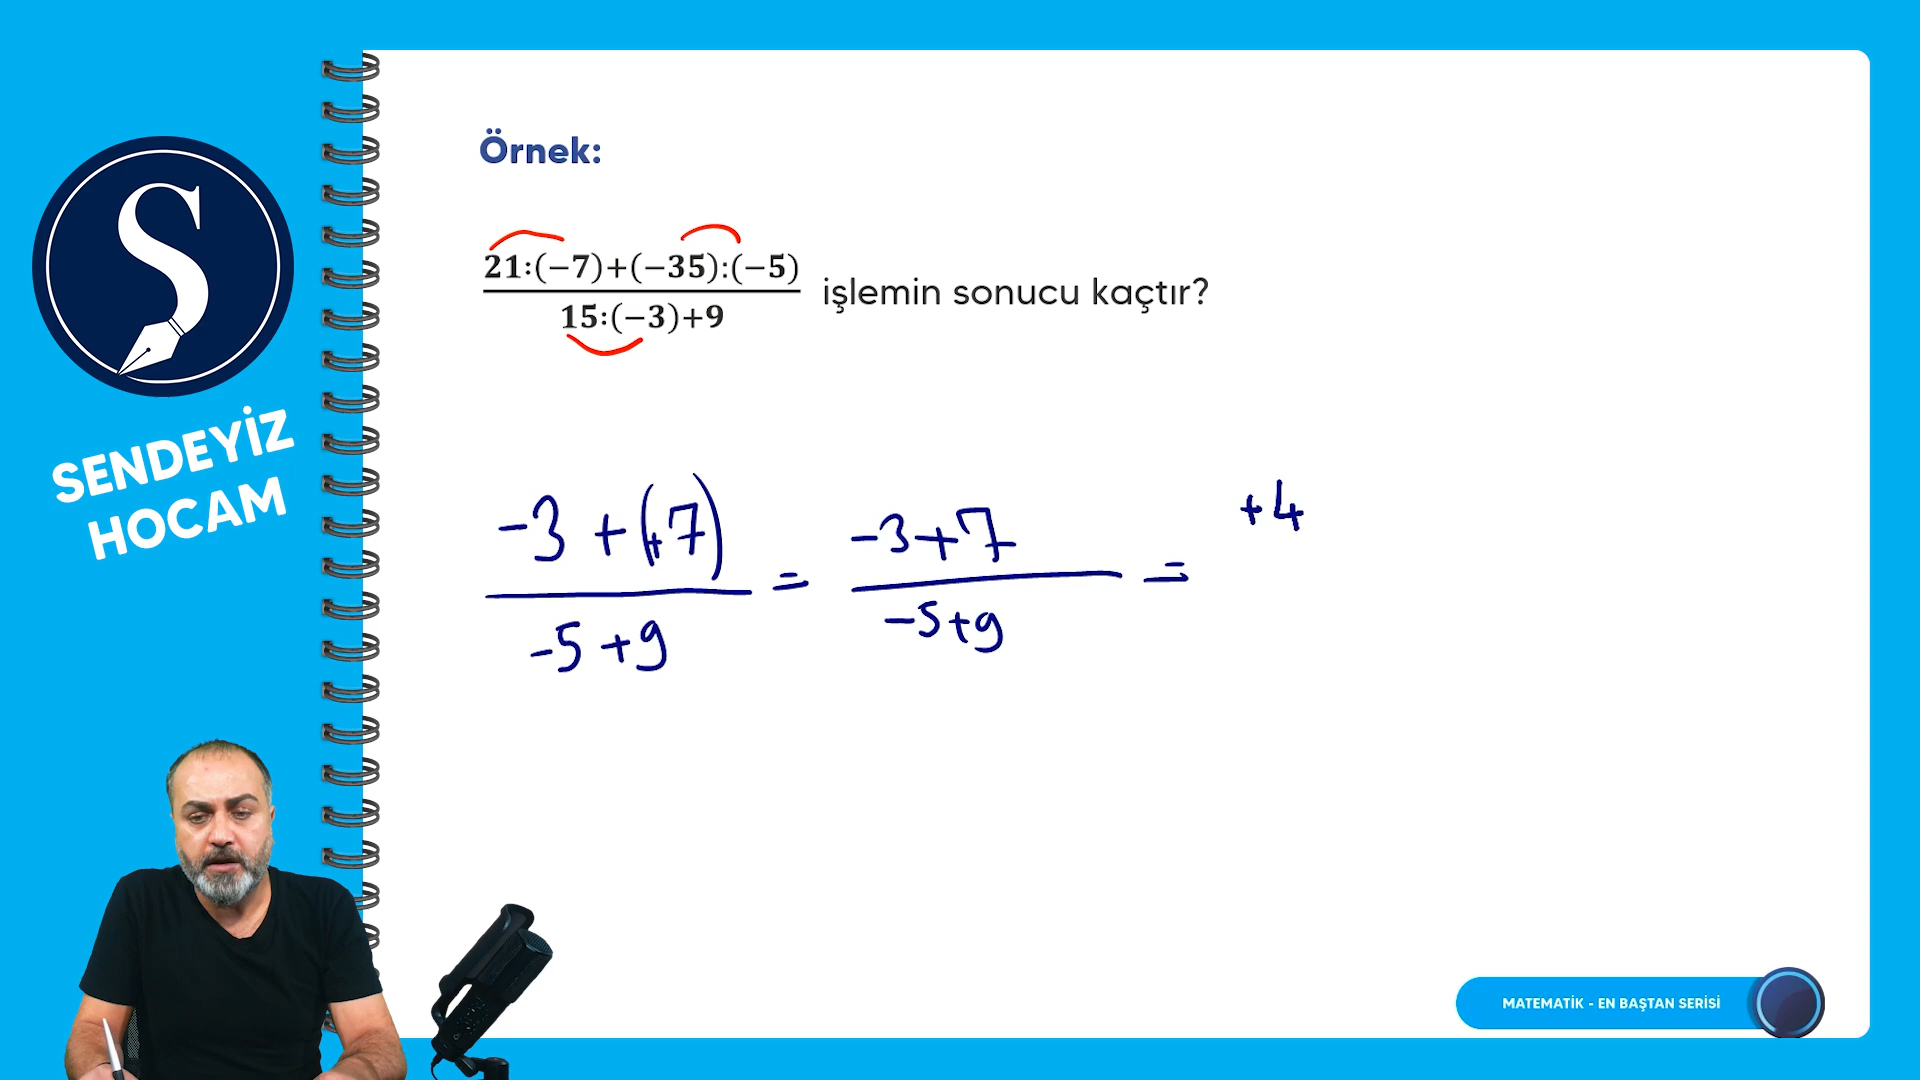 Örnek:
21:(−7)+(−35):(−5)
15:(−3)+9
işlemin sonucu kaçtır?
S
SENDEYİZ
HOCAM
-3 + (+7)
-5 + 9
=
-3+7
-5+9
=
+4
MATEMATİK - EN BAŞTAN SERİSİ